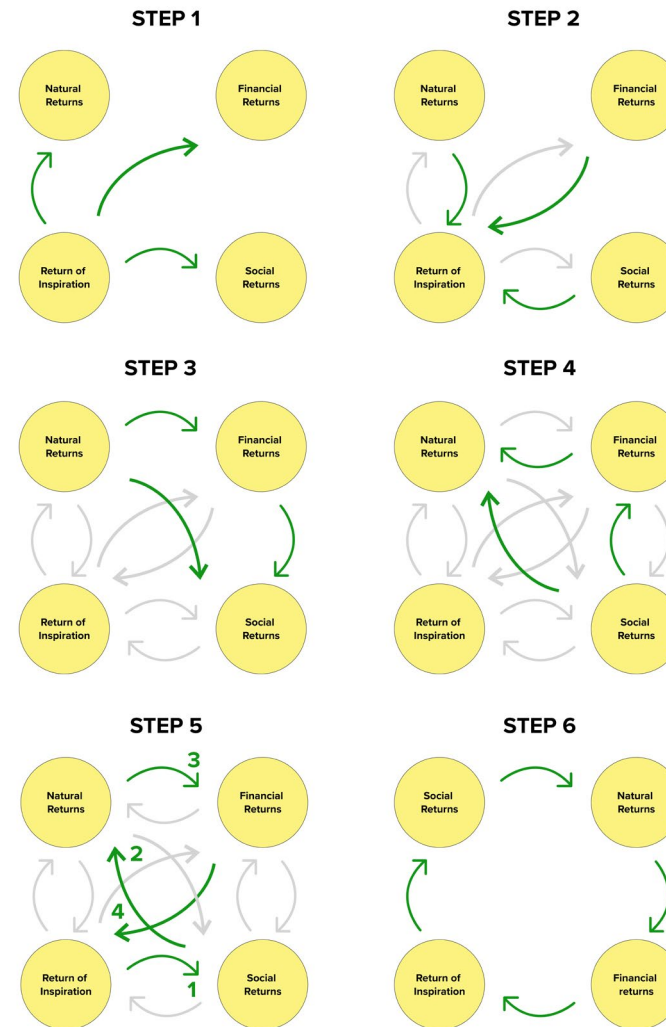 STEP 1
Natural
Returns
Financial
Returns
Return of
Inspiration
Social
Returns
STEP 2
Natural
Returns
Financial
Returns
Return of
Inspiration
Social
Returns
STEP 3
Natural
Returns
Financial
Returns
Return of
Inspiration
Social
Returns
STEP 4
Natural
Returns
Financial
Returns
Return of
Inspiration
Social
Returns
STEP 5
3
Natural
Returns
Financial
Returns
2
4
Return of
Inspiration
1
Social
Returns
STEP 6
Social
Returns
Natural
Returns
Return of
Inspiration
Financial
returns